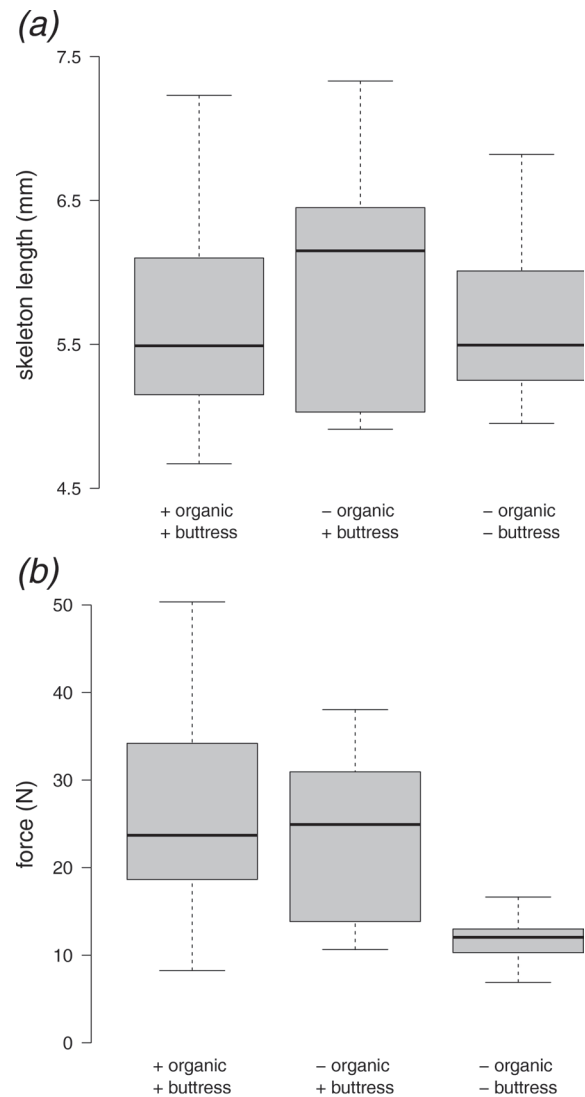 (a)
7.5
6.5
5.5
4.5
skeleton length (mm)
+ organic
+ buttress
− organic
+ buttress
− organic
− buttress
(b)
50
40
30
20
10
0
force (N)
+ organic
+ buttress
− organic
+ buttress
− organic
− buttress